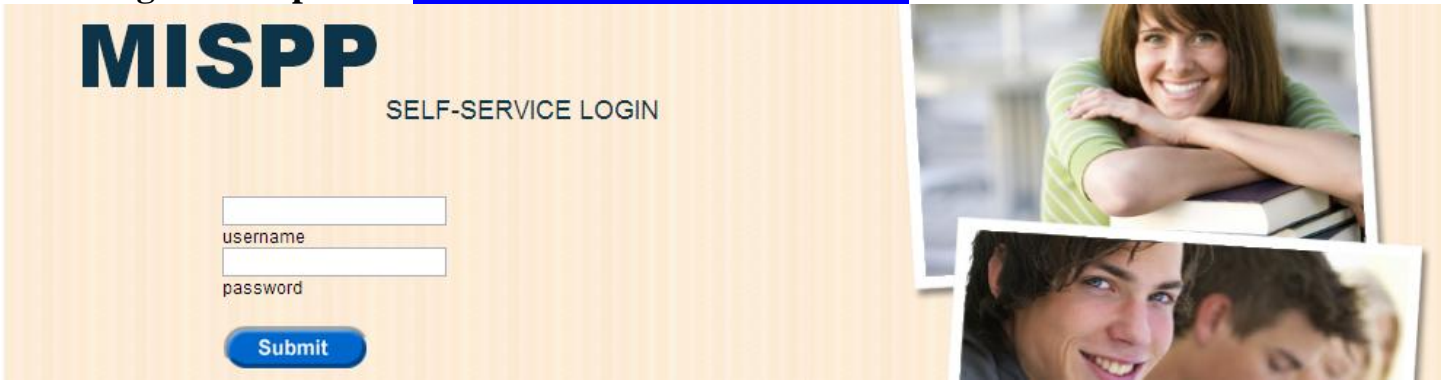 MISPP
SELF-SERVICE LOGIN
username
password
Submit